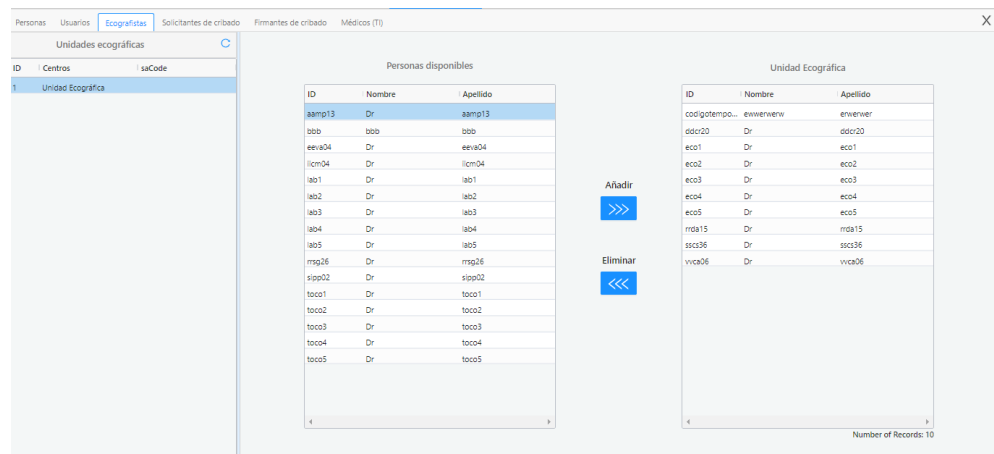 Personas Usuarios Ecografistas Solicitantes de cribado Firmantes de cribado Médicos (TI) X
Unidades ecográficas
ID Centros saCode
1 Unidad Ecográfica
Personas disponibles
ID Nombre Apellido
aamp13 Dr aamp13
bbb bbb bbb
eeva04 Dr eeva04
llcm04 Dr llcm04
lab1 Dr lab1
lab2 Dr lab2
lab3 Dr lab3
lab4 Dr lab4
lab5 Dr lab5
rrsg26 Dr rrsg26
sipp02 Dr sipp02
toco1 Dr toco1
toco2 Dr toco2
toco3 Dr toco3
toco4 Dr toco4
toco5 Dr toco5
Añadir
>>>
Eliminar
<<<
Unidad Ecográfica
ID Nombre Apellido
codigotempo... ewwerwerw erwerwer
ddcr20 Dr ddcr20
eco1 Dr eco1
eco2 Dr eco2
eco3 Dr eco3
eco4 Dr eco4
eco5 Dr eco5
rrda15 Dr rrda15
sscs36 Dr sscs36
vvca06 Dr vvca06
Number of Records: 10